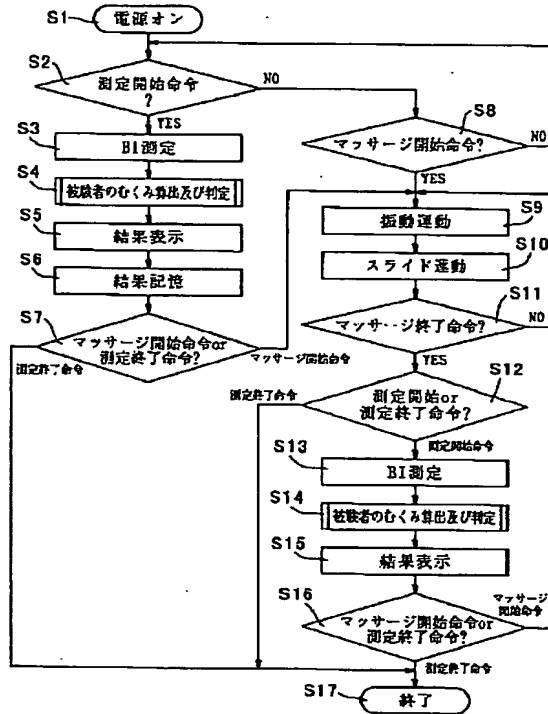 S1
電源オン
S2
測定開始命令
?
NO
YES
S3
BI測定
S4
被験者のむくみ算出及び判定
S5
結果表示
S6
結果記憶
S7
マッサージ開始命令or
測定終了命令?
測定終了命令
マッサージ開始命令
S8
マッサージ開始命令?
NO
YES
S9
振動運動
S10
スライド運動
S11
マッサージ終了命令?
NO
YES
S12
測定開始or
測定終了命令?
測定終了命令
測定開始命令
S13
BI測定
S14
被験者のむくみ算出及び判定
S15
結果表示
S16
マッサージ開始命令or
測定終了命令?
マッサージ
開始命令
測定終了命令
S17
終了